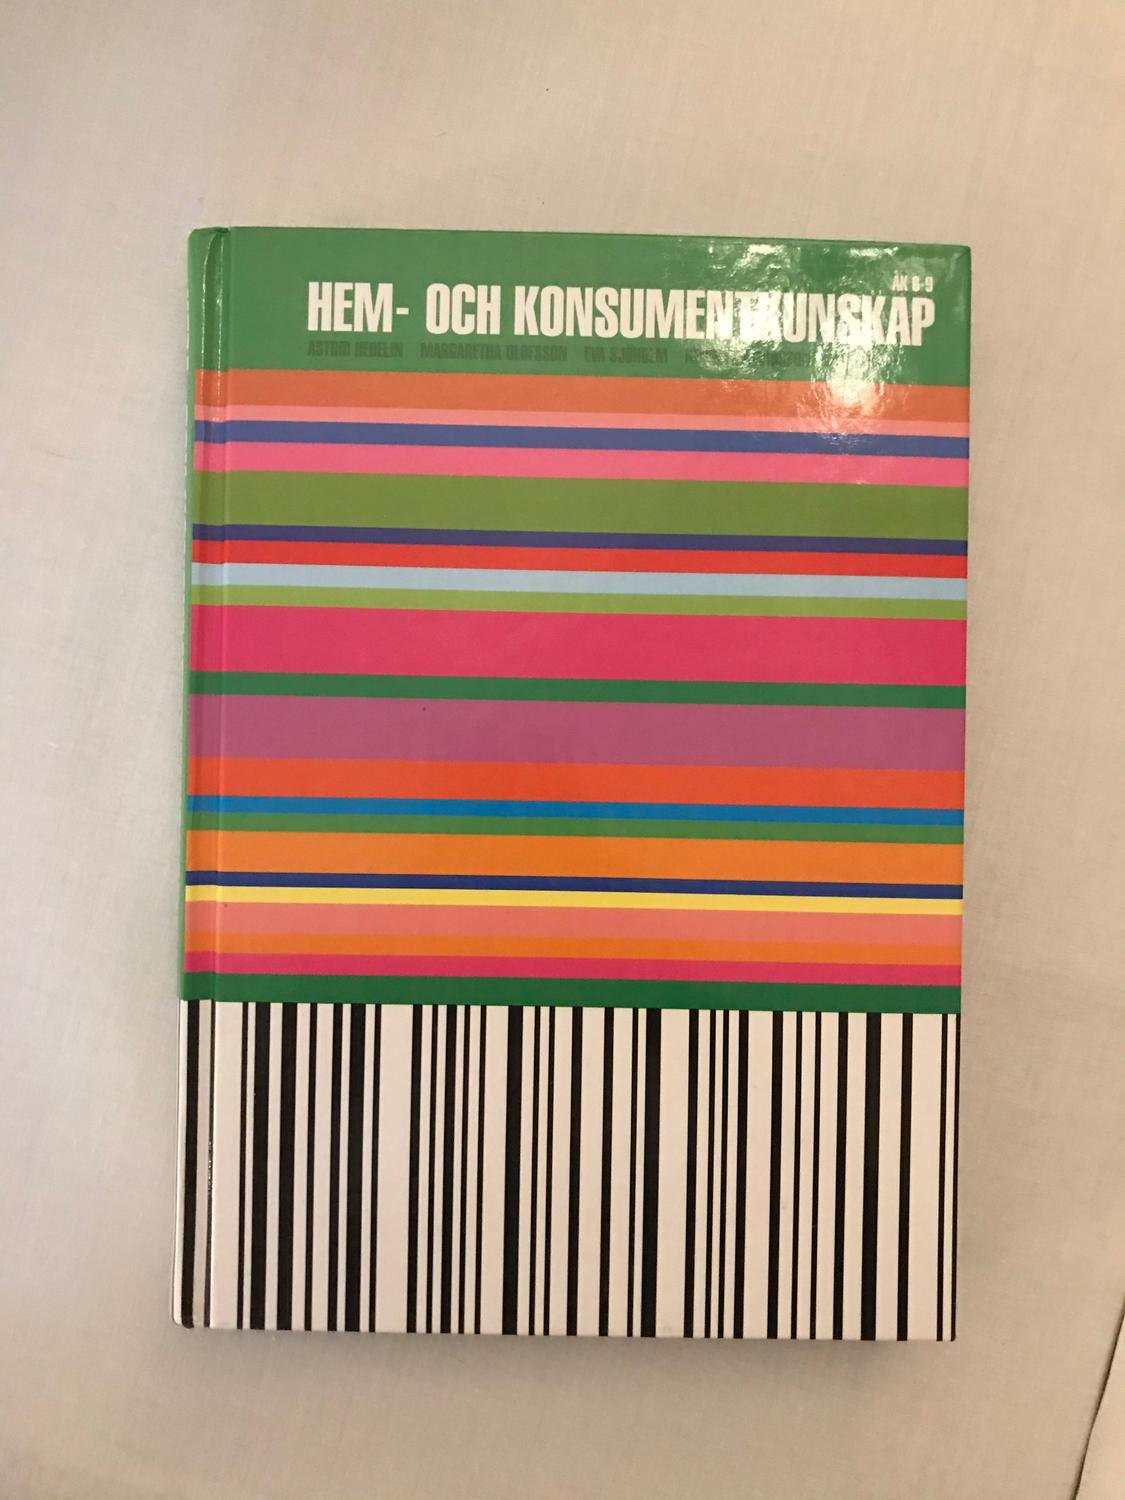 ÅK 6-9
HEM- OCH KONSUMENTKUNSKAP
ASTRID HEDELIN MARGARETHA OLOFSSON EVA SJÖHOLM